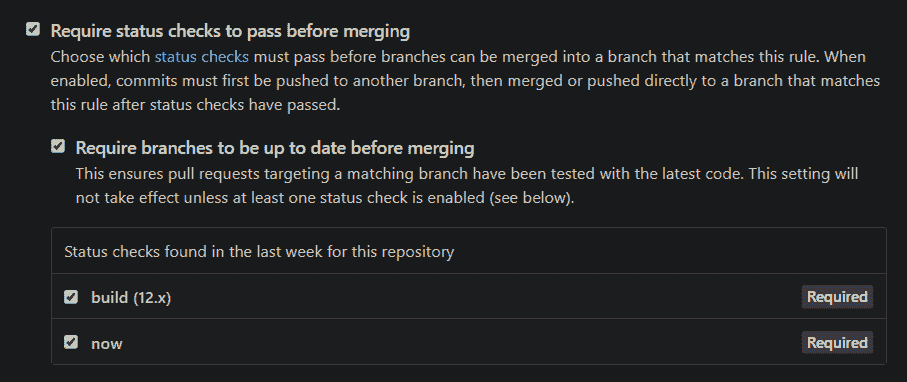 Require status checks to pass before merging
Choose which status checks must pass before branches can be merged into a branch that matches this rule. When
enabled, commits must first be pushed to another branch, then merged or pushed directly to a branch that matches
this rule after status checks have passed.
Require branches to be up to date before merging
This ensures pull requests targeting a matching branch have been tested with the latest code. This setting will
not take effect unless at least one status check is enabled (see below).
Status checks found in the last week for this repository
build (12.x) Required
now Required